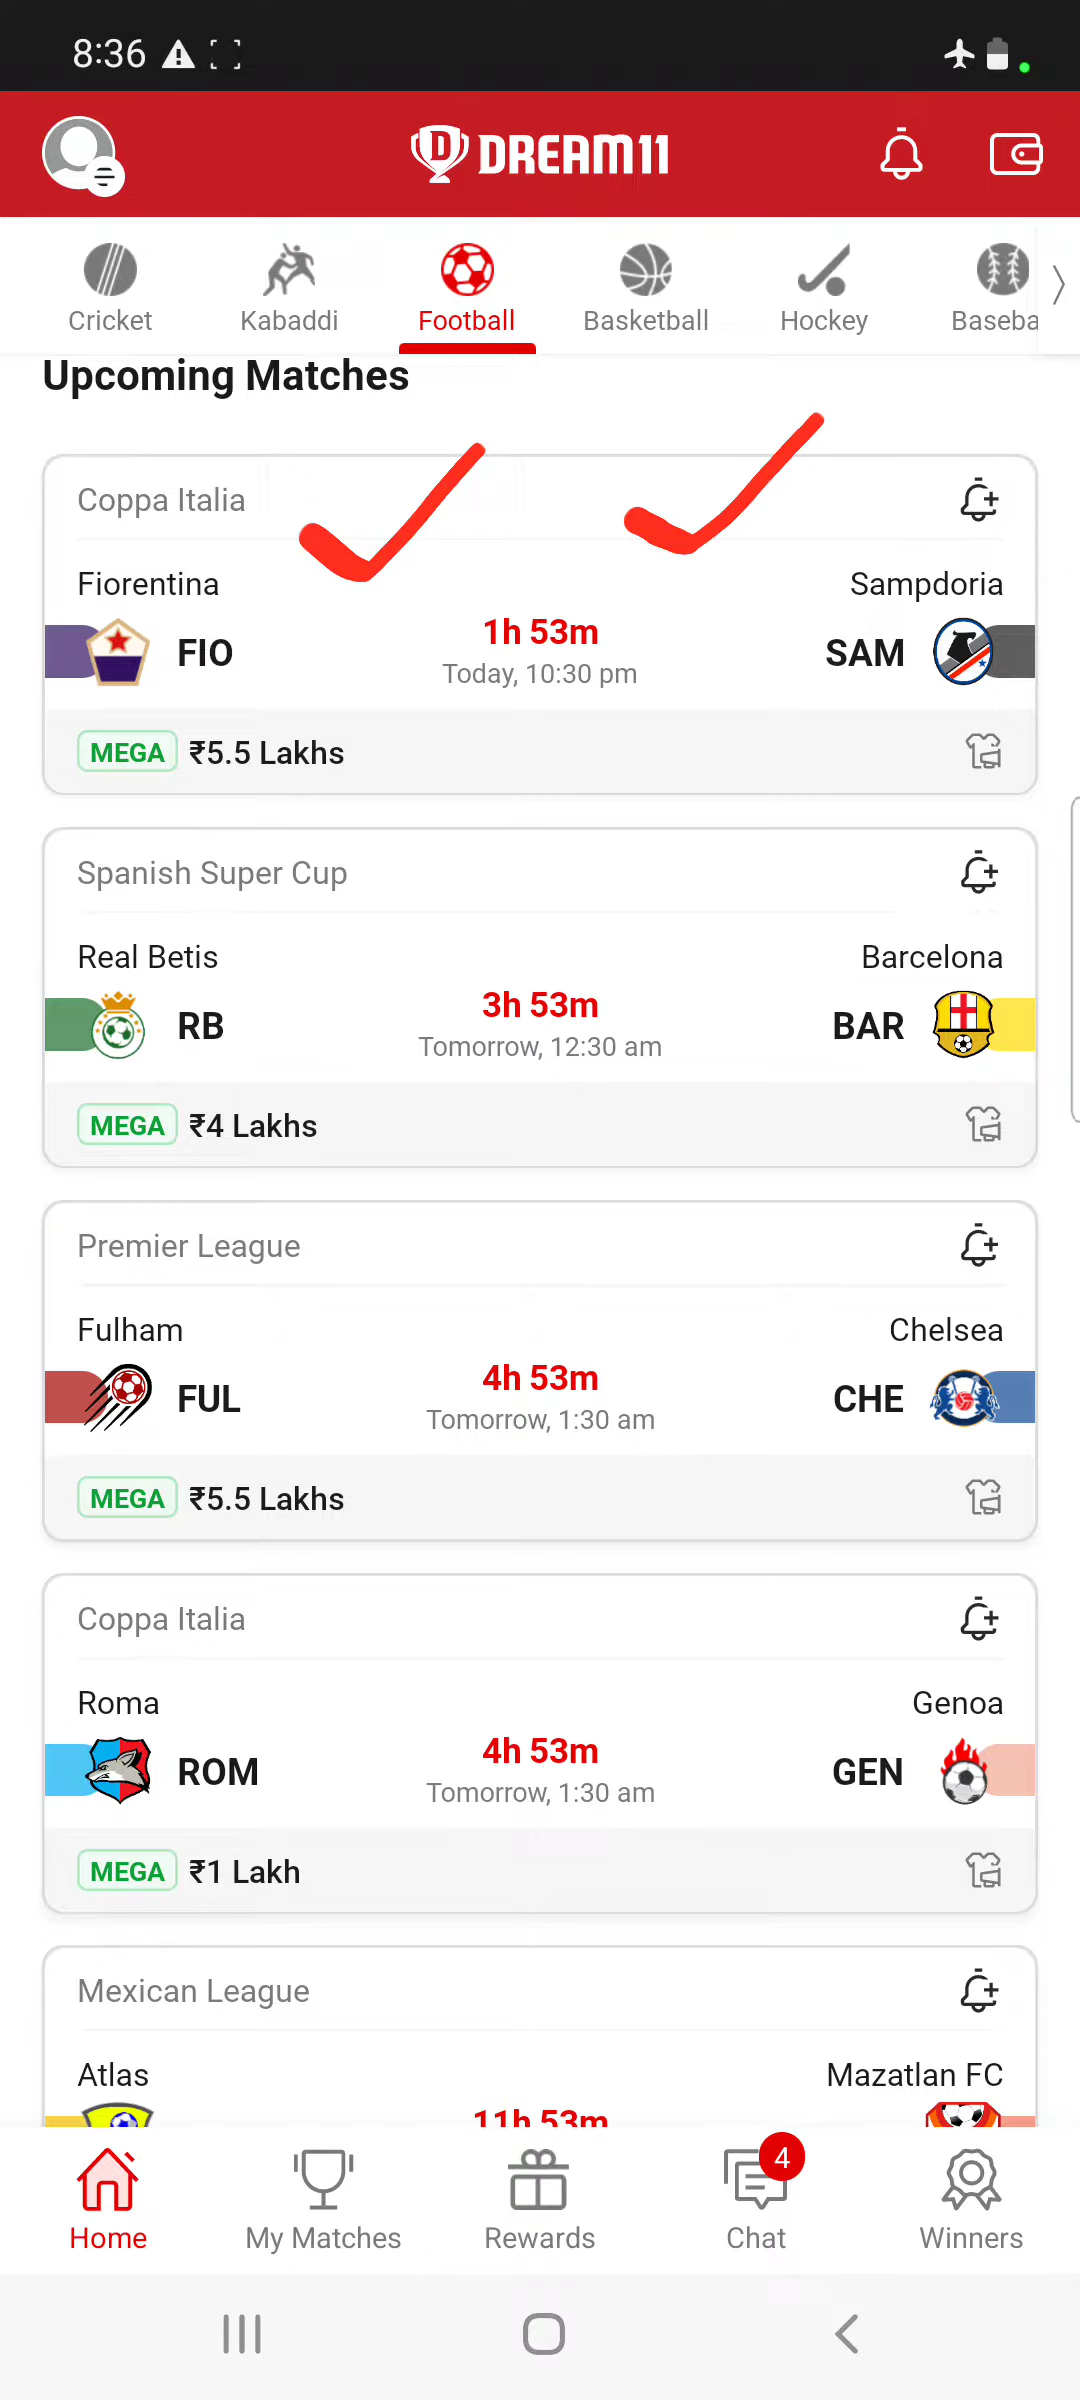 8:36
DREAM11
Cricket Kabaddi Football Basketball Hockey Baseba
Upcoming Matches
Coppa Italia
Fiorentina Sampdoria
FIO 1h 53m SAM
Today, 10:30 pm
MEGA ₹5.5 Lakhs
Spanish Super Cup
Real Betis Barcelona
RB 3h 53m BAR
Tomorrow, 12:30 am
MEGA ₹4 Lakhs
Premier League
Fulham Chelsea
FUL 4h 53m CHE
Tomorrow, 1:30 am
MEGA ₹5.5 Lakhs
Coppa Italia
Roma Genoa
ROM 4h 53m GEN
Tomorrow, 1:30 am
MEGA ₹1 Lakh
Mexican League
Atlas Mazatlan FC
11h 53m
4
Home My Matches Rewards Chat Winners